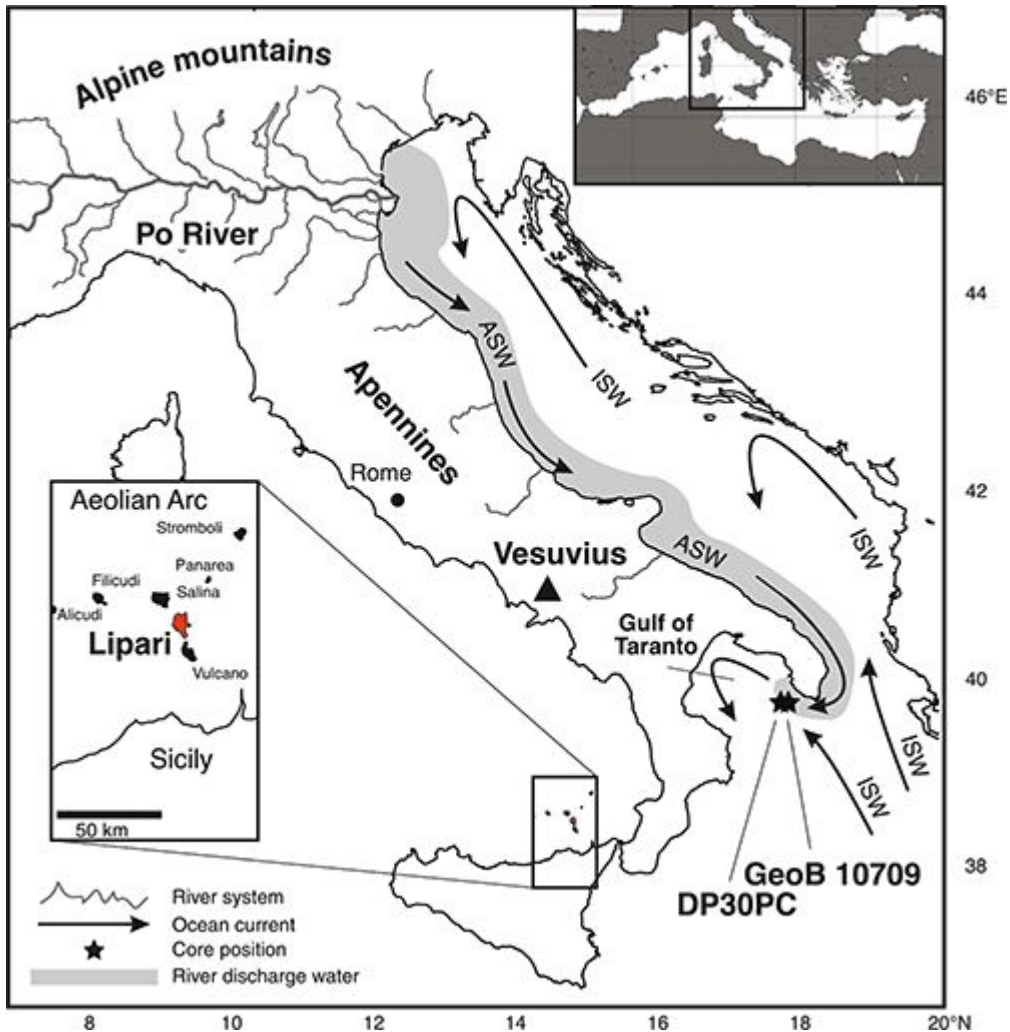 Alpine mountains
46°E
Po River
44
ASW
ISW
Apennines
Rome
42
ISW
ASW
Vesuvius
Gulf of
Taranto
40
ISW
ISW
Aeolian Arc
Stromboli
Panarea
Filicudi
Salina
Alicudi
Lipari
Vulcano
Sicily
50 km
38
GeoB 10709
DP30PC
River system
Ocean current
Core position
River discharge water
8
10
12
14
16
18
20°N